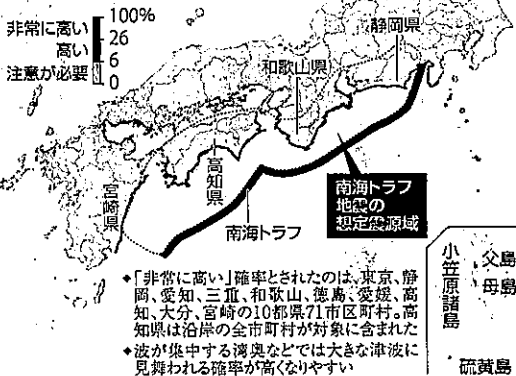 100%
非常に高い
26
高い
6
注意が必要
0
静岡県
和歌山県
高知県
宮崎県
南海トラフ
地震の
想定震源域
南海トラフ
小笠原諸島
父島
母島
硫黄島
◆「非常に高い」確率とされたのは、東京、静
岡、愛知、三重、和歌山、徳島、愛媛、高
知、大分、宮崎の10都県71市区町村。高
知県は沿岸の全市町村が対象に含まれた
◆波が集中する湾奥などでは大きな津波に
見舞われる確率が高くなりやすい